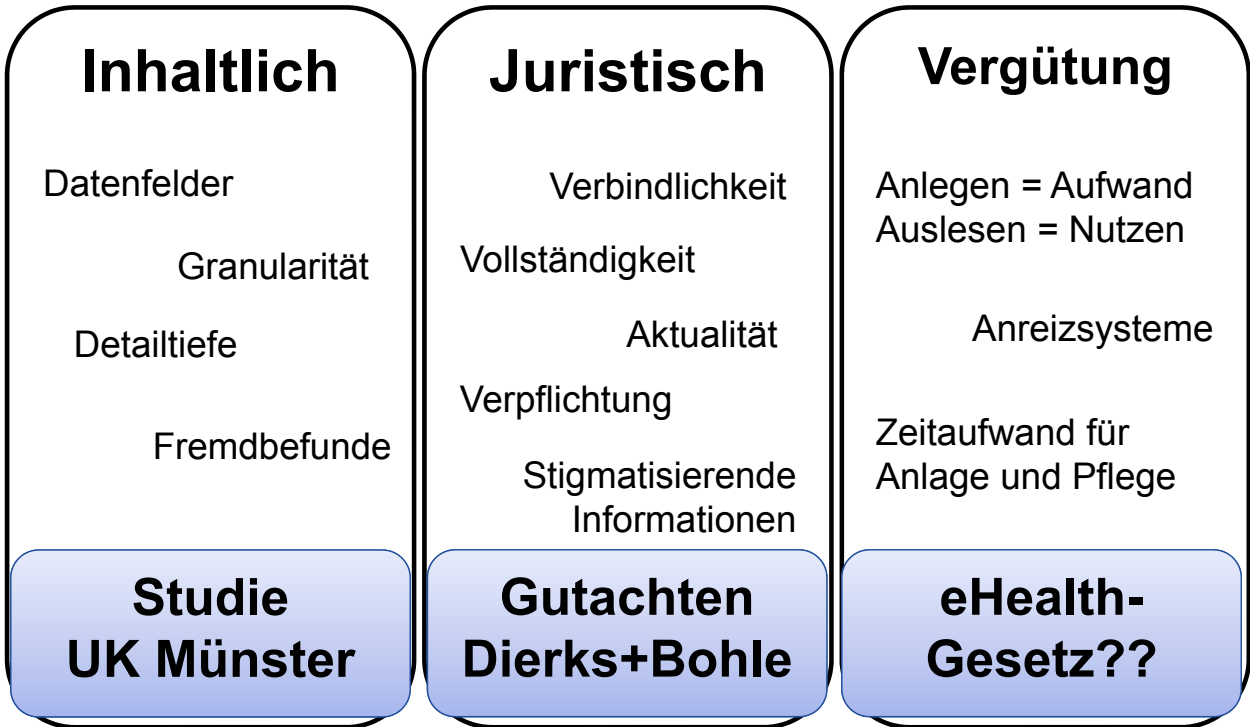 Inhaltlich
Datenfelder
Granularität
Detailtiefe
Fremdbefunde
Studie
UK Münster
Juristisch
Verbindlichkeit
Vollständigkeit
Aktualität
Verpflichtung
Stigmatisierende
Informationen
Gutachten
Dierks+Bohle
Vergütung
Anlegen = Aufwand
Auslesen = Nutzen
Anreizsysteme
Zeitaufwand für
Anlage und Pflege
eHealth-
Gesetz??